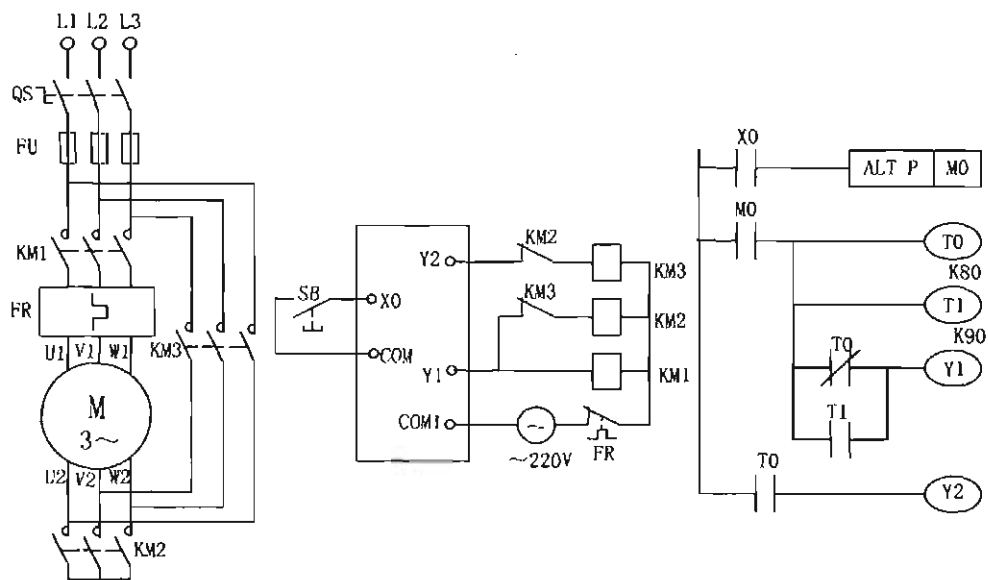 L1 L2 L3
QS
FU
KM1
FR
U1 V1 W1
KM3
M
3～
U2 V2 W2
KM2
SB
X0
COM
Y2
Y1
COM1
KM2
KM3
KM3
KM2
KM1
～
～220V
FR
X0
ALT P M0
M0
T0
K80
T1
K90
T0
Y1
T1
T0
Y2